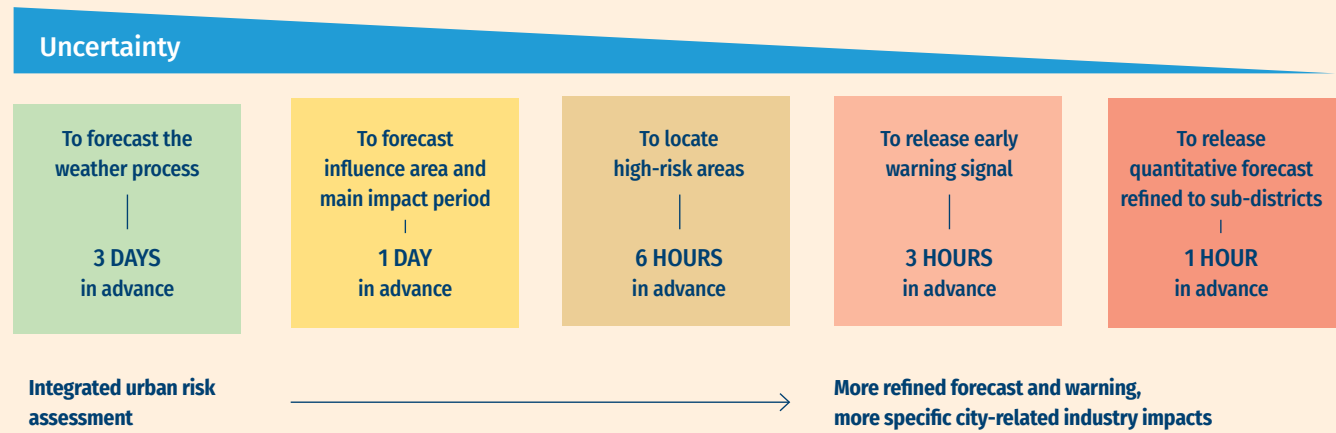 Uncertainty
To forecast the
weather process
3 DAYS
in advance
To forecast
influence area and
main impact period
1 DAY
in advance
To locate
high-risk areas
6 HOURS
in advance
To release early
warning signal
3 HOURS
in advance
To release
quantitative forecast
refined to sub-districts
1 HOUR
in advance
Integrated urban risk
assessment
More refined forecast and warning,
more specific city-related industry impacts